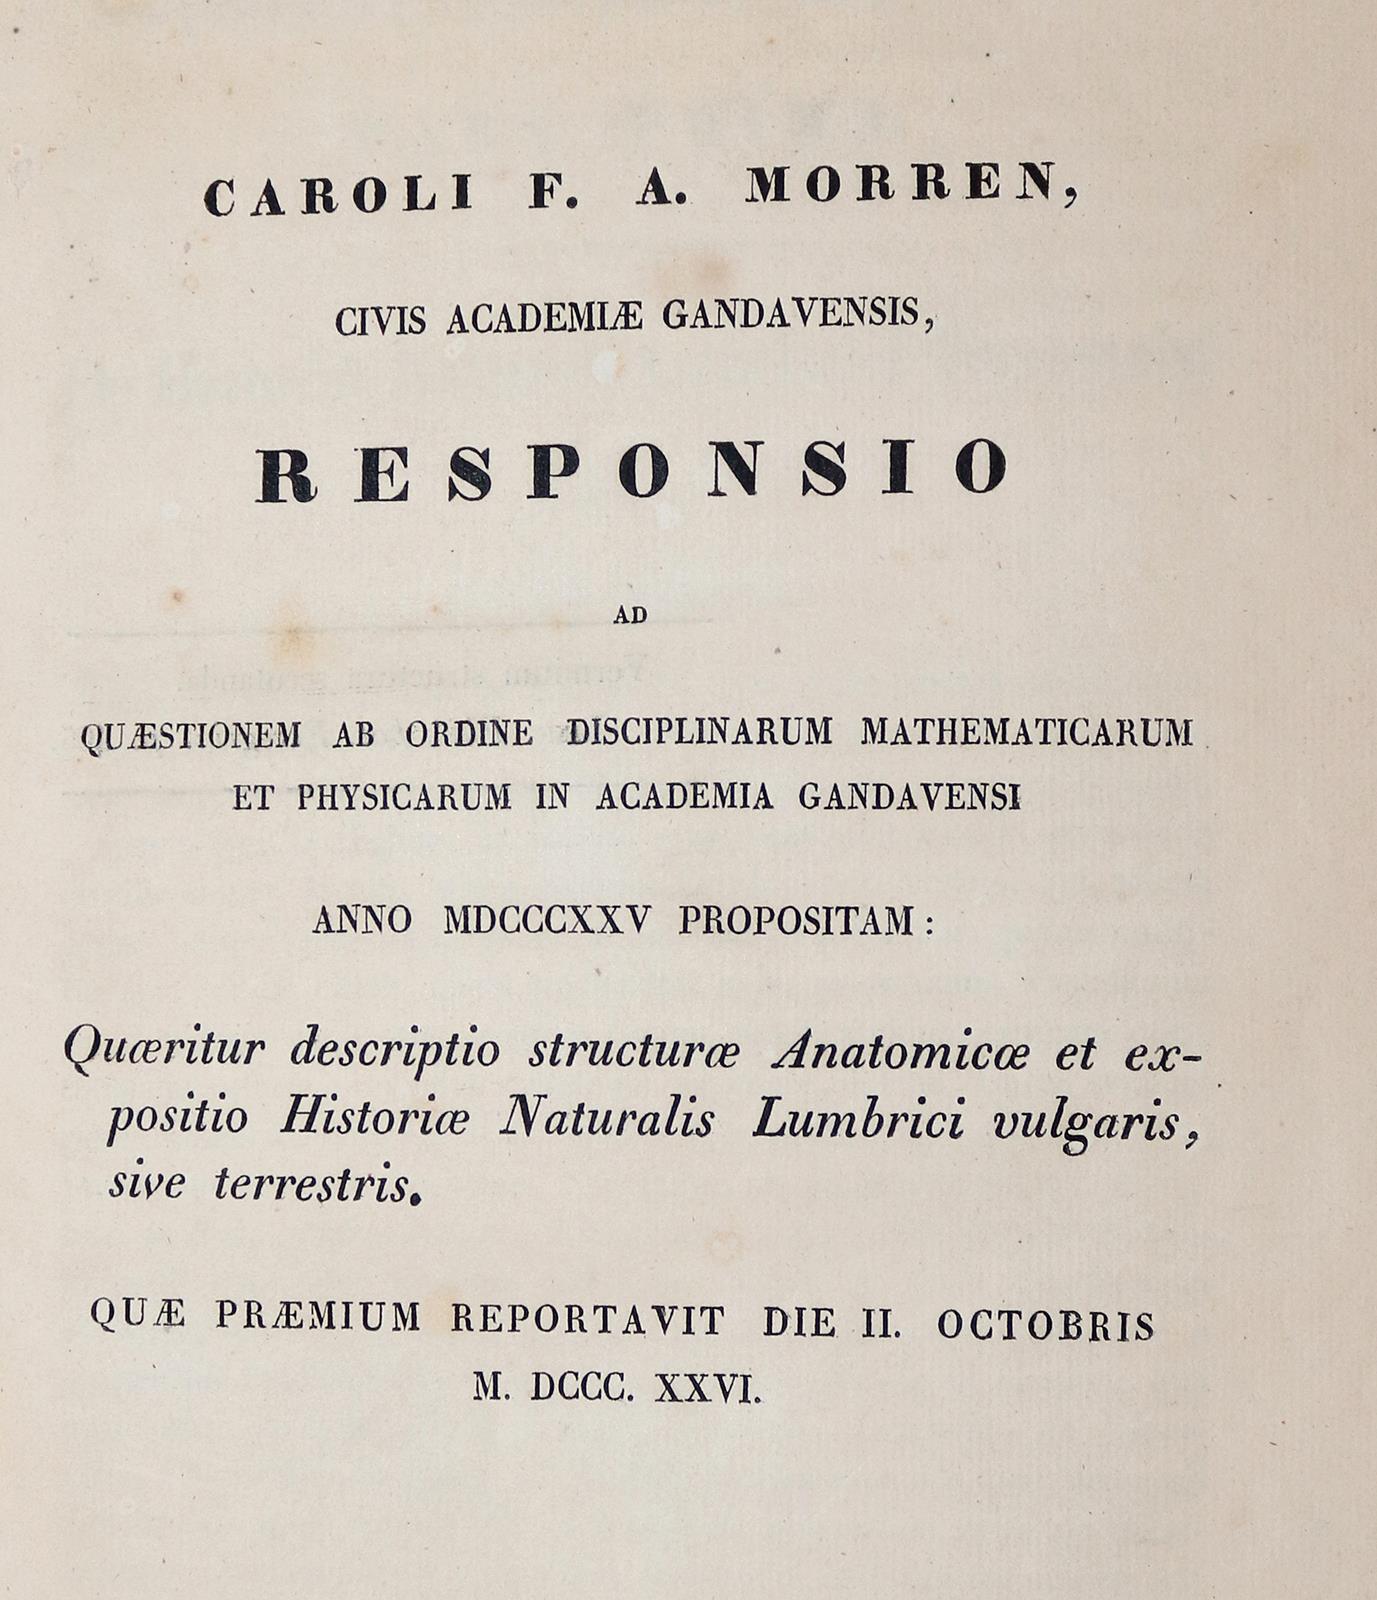 CAROLI F. A. MORREN,
CIVIS ACADEMIÆ GANDAVENSIS,
RESPONSIO
AD
QUÆSTIONEM AB ORDINE DISCIPLINARUM MATHEMATICARUM
ET PHYSICARUM IN ACADEMIA GANDAVENSI
ANNO MDCCCXXV PROPOSITAM:
Quæritur descriptio structuræ Anatomicæ et ex-
positio Historiæ Naturalis Lumbrici vulgaris,
sive terrestris.
QUÆ PRÆMIUM REPORTAVIT DIE II. OCTOBRIS
M. DCCC. XXVI.